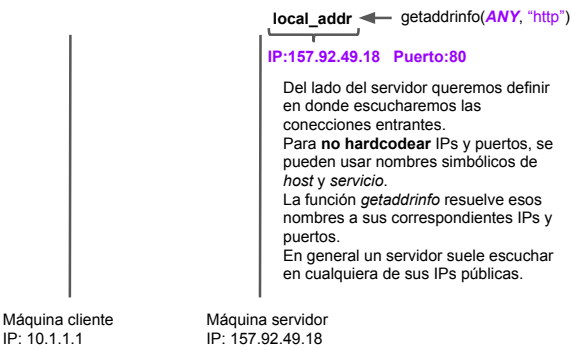 local_addr getaddrinfo(ANY, “http”)
IP:157.92.49.18 Puerto:80
Del lado del servidor queremos definir
en donde escucharemos las
conecciones entrantes.
Para no hardcodear IPs y puertos, se
pueden usar nombres simbólicos de
host y servicio.
La función getaddrinfo resuelve esos
nombres a sus correspondientes IPs y
puertos.
En general un servidor suele escuchar
en cualquiera de sus IPs públicas.
Máquina cliente
IP: 10.1.1.1
Máquina servidor
IP: 157.92.49.18